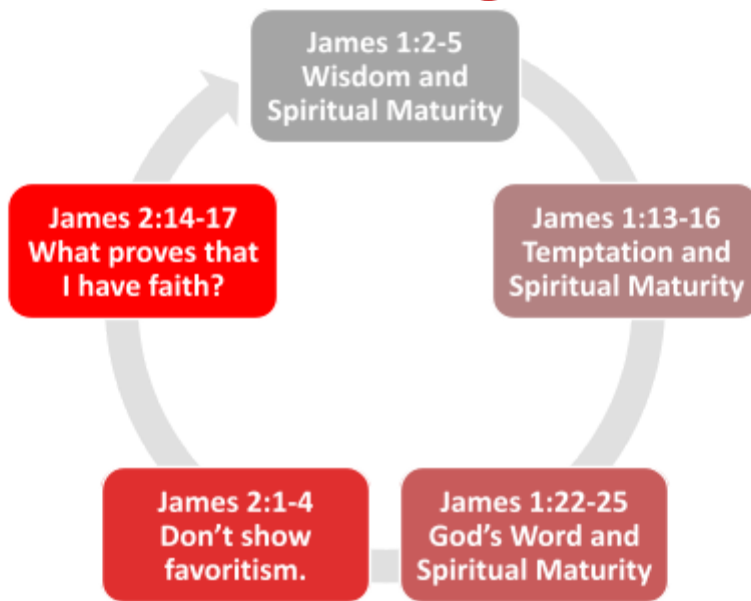 James 1:2-5
Wisdom and
Spiritual Maturity
James 1:13-16
Temptation and
Spiritual Maturity
James 1:22-25
God’s Word and
Spiritual Maturity
James 2:1-4
Don’t show
favoritism.
James 2:14-17
What proves that
I have faith?